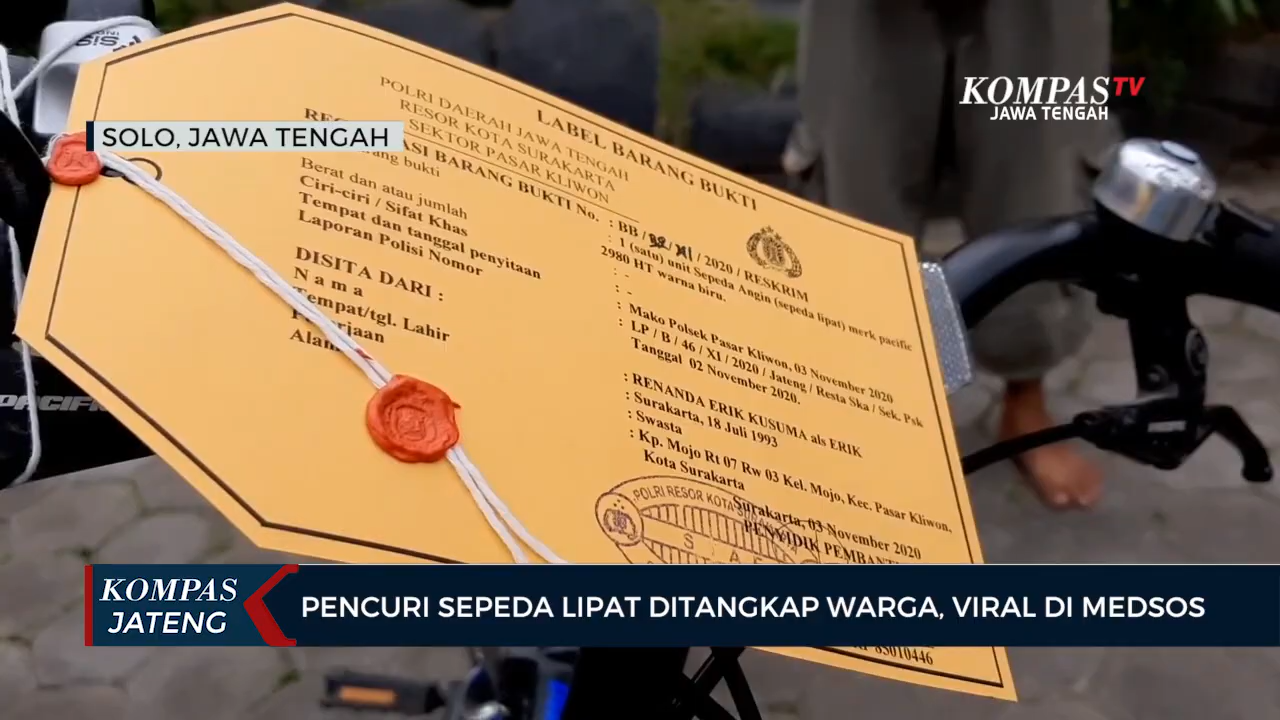 KOMPAS TV
JAWA TENGAH
SOLO, JAWA TENGAH
LABEL BARANG BUKTI
POLRI DAERAH JAWA TENGAH
RESOR KOTA SURAKARTA
SEKTOR PASAR KLIWON
ASI BARANG BUKTI No. : BB / / XI / 2020 / RESKRIM
bukti : 1 (satu) unit Sepeda Angin (sepeda lipat) merk pacific
2980 HT warna biru.
Berat dan atau jumlah : -
Ciri-ciri / Sifat Khas : -
Tempat dan tanggal penyitaan : Mako Polsek Pasar Kliwon, 03 November 2020
Laporan Polisi Nomor : LP / B / 46 / XI / 2020 / Jateng / Resta Ska / Sek. Psk
Tanggal 02 November 2020.
DISITA DARI :
N a m a : RENANDA ERIK KUSUMA als ERIK
Tempat/tgl. Lahir : Surakarta, 18 Juli 1993
: Swasta
: Kp. Mojo Rt 07 Rw 03 Kel. Mojo, Kec. Pasar Kliwon,
Kota Surakarta
Surakarta, 03 November 2020
PENYIDIK
POLRI RESOR KOTA
PACIFIC
KOMPAS
JATENG
PENCURI SEPEDA LIPAT DITANGKAP WARGA, VIRAL DI MEDSOS
85010446